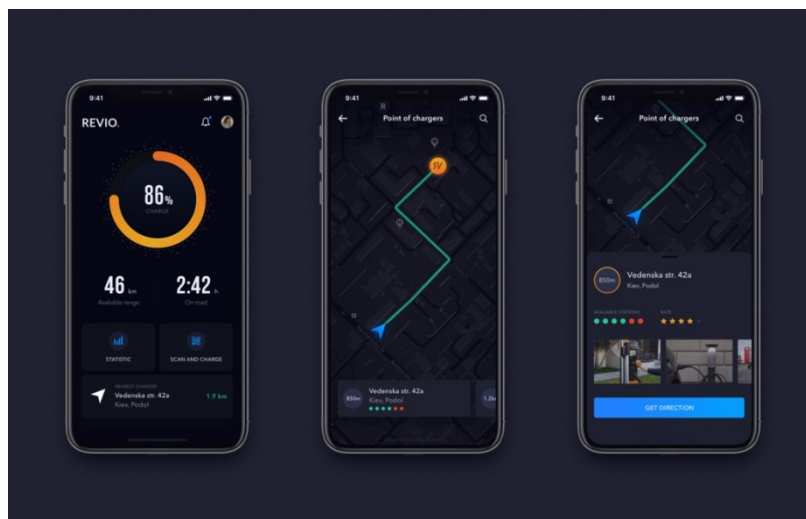 9:41
REVIO.
86%
CHARGE
46 km
Available range
2:42 h
On road
STATISTIC
SCAN AND CHARGE
NEAREST CHARGER
Vedenska str. 42a
Kiev, Podol
1.9 km
9:41
Point of chargers
850m
Vedenska str. 42a
Kiev, Podol
1.2k
9:41
Point of chargers
850m
Vedenska str. 42a
Kiev, Podol
AVAILABLE STATIONS
RATE
GET DIRECTION